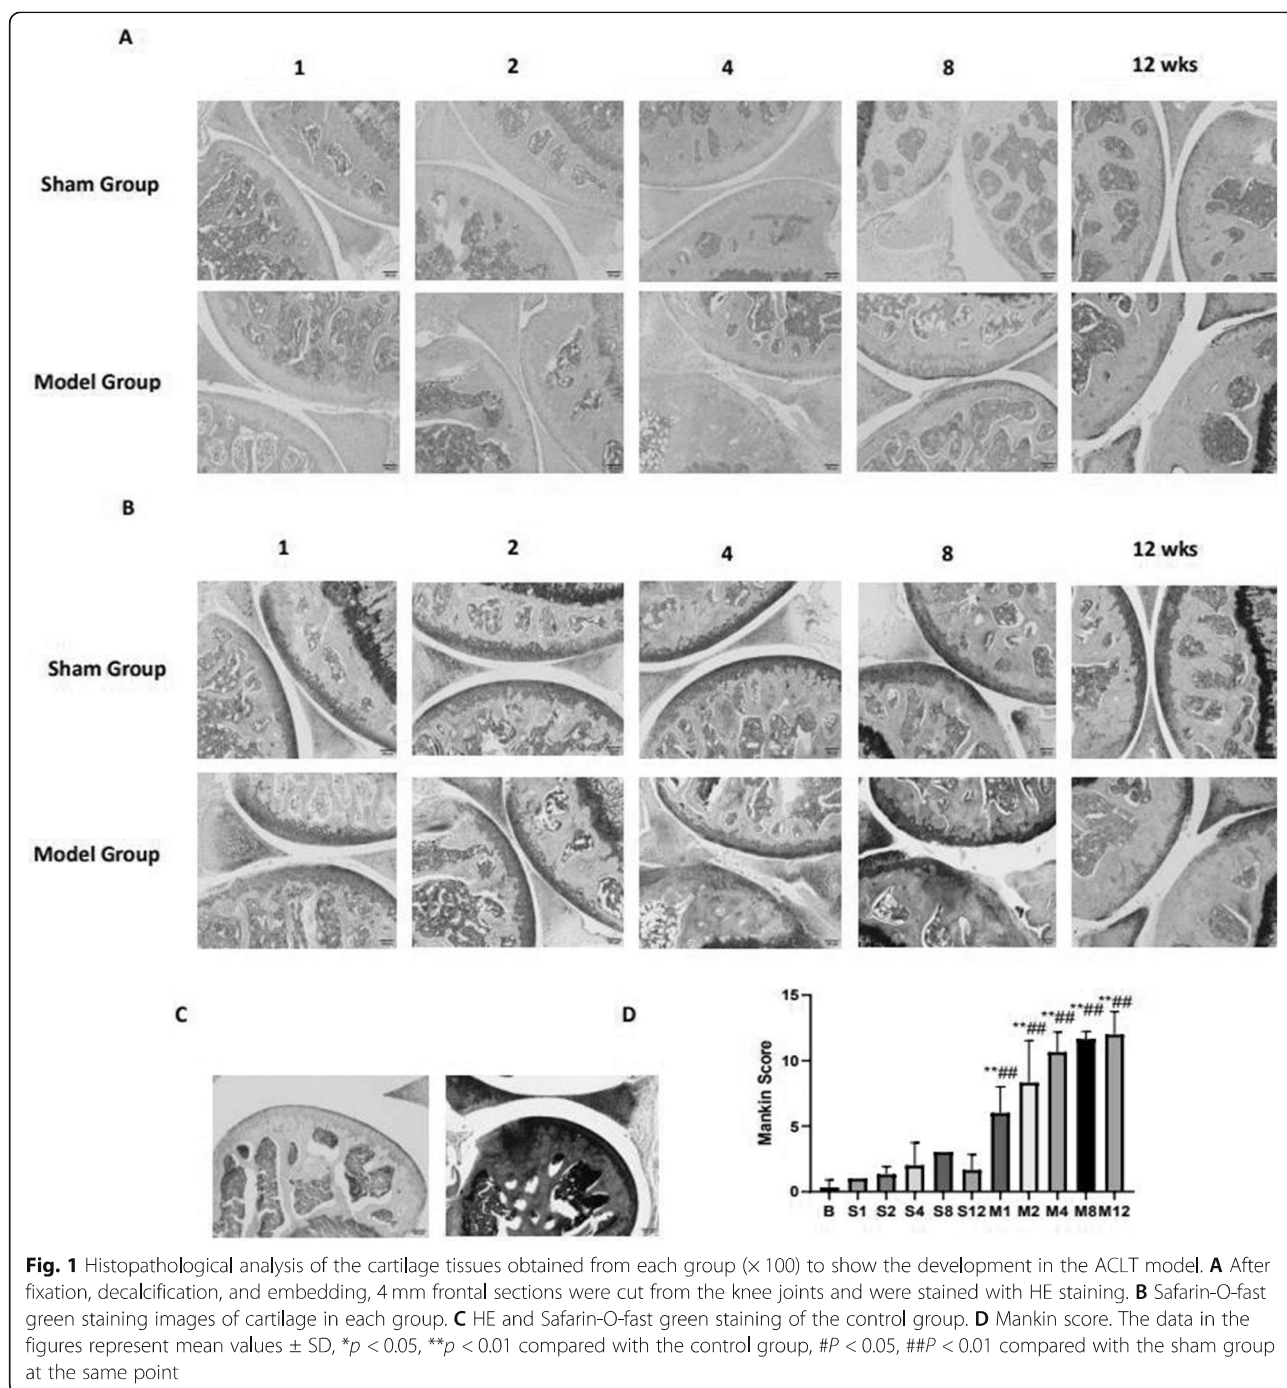 A
1 2 4 8 12 wks
Sham Group
Model Group
B
1 2 4 8 12 wks
Sham Group
Model Group
C D
15
10
5
0
Mankin Score
**##
**##
**##
**##
**##
B S1 S2 S4 S8 S12 M1 M2 M4 M8 M12
Fig. 1 Histopathological analysis of the cartilage tissues obtained from each group (× 100) to show the development in the ACLT model. A After
fixation, decalcification, and embedding, 4 mm frontal sections were cut from the knee joints and were stained with HE staining. B Safarin-O-fast
green staining images of cartilage in each group. C HE and Safarin-O-fast green staining of the control group. D Mankin score. The data in the
figures represent mean values ± SD, *p < 0.05, **p < 0.01 compared with the control group, #P < 0.05, ##P < 0.01 compared with the sham group
at the same point